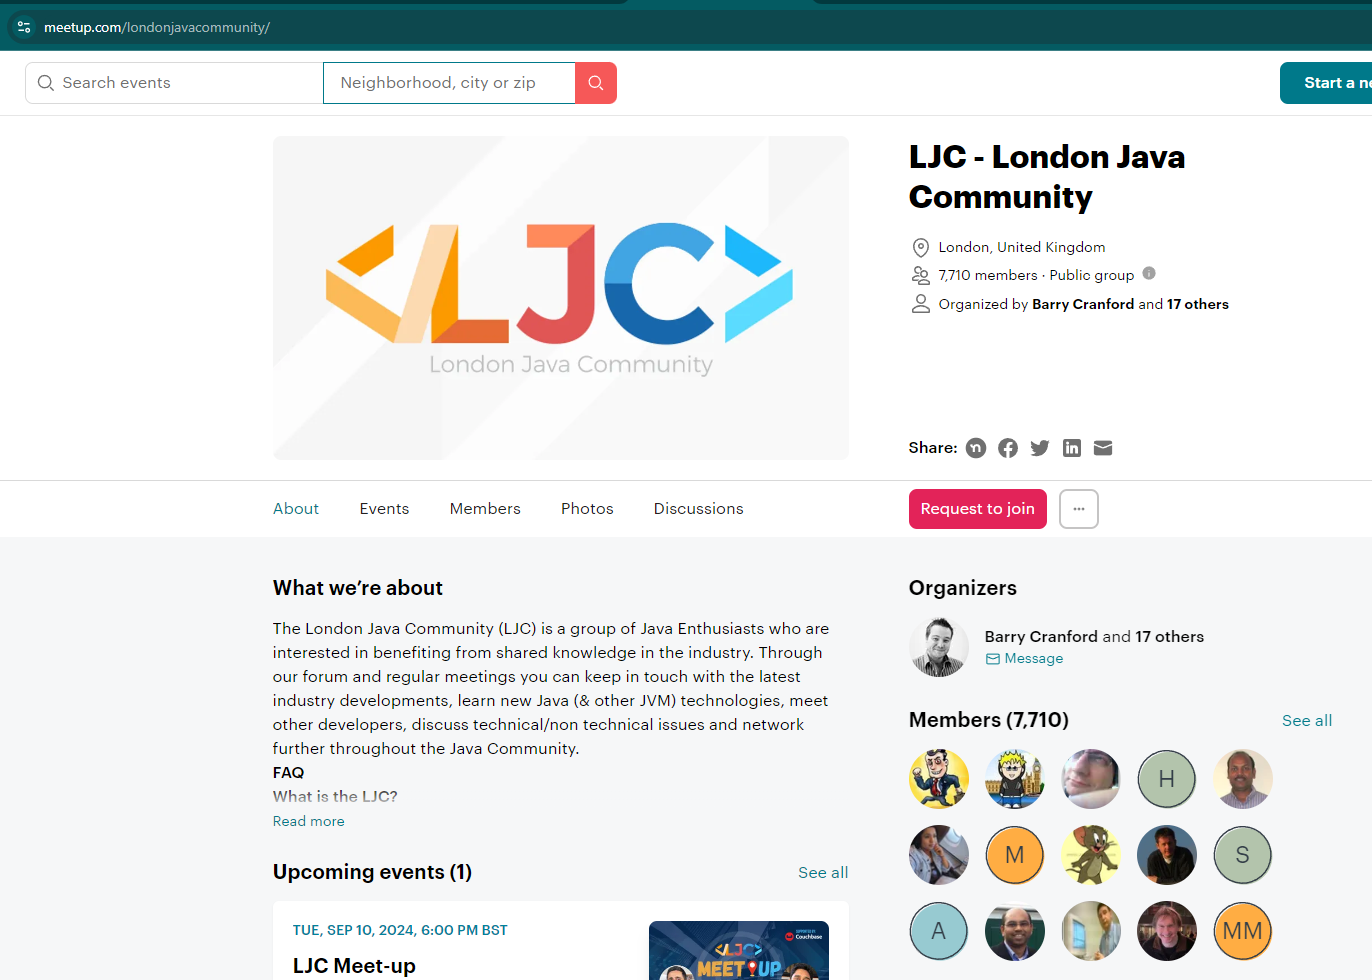 meetup.com/londonjavacommunity/
Search events
Neighborhood, city or zip
Start a ne
<LJC>
London Java Community
LJC - London Java
Community
London, United Kingdom
7,710 members · Public group
Organized by Barry Cranford and 17 others
Share:
About Events Members Photos Discussions
Request to join
What we’re about
The London Java Community (LJC) is a group of Java Enthusiasts who are
interested in benefiting from shared knowledge in the industry. Through
our forum and regular meetings you can keep in touch with the latest
industry developments, learn new Java (& other JVM) technologies, meet
other developers, discuss technical/non technical issues and network
further throughout the Java Community.
FAQ
What is the LJC?
Read more
Upcoming events (1)
See all
TUE, SEP 10, 2024, 6:00 PM BST
LJC Meet-up
<LJC>
MEETUP
Couchbase
Organizers
Barry Cranford and 17 others
Message
Members (7,710)
See all
H
M
S
A
MM